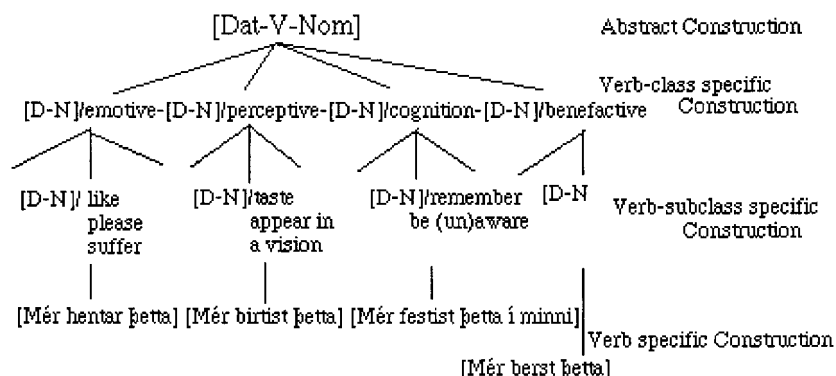 [Dat-V-Nom] Abstract Construction
Verb-class specific
[D-N]/emotive-[D-N]/perceptive-[D-N]/cognition-[D-N]/benefactive Construction
[D-N]/ like [D-N]/taste [D-N]/remember [D-N
please appear in be (un)aware Verb-subclass specific
suffer a vision Construction
[Mér hentar þetta] [Mér birtist þetta] [Mér festist þetta í minni]
Verb specific Construction
[Mér berst þetta]